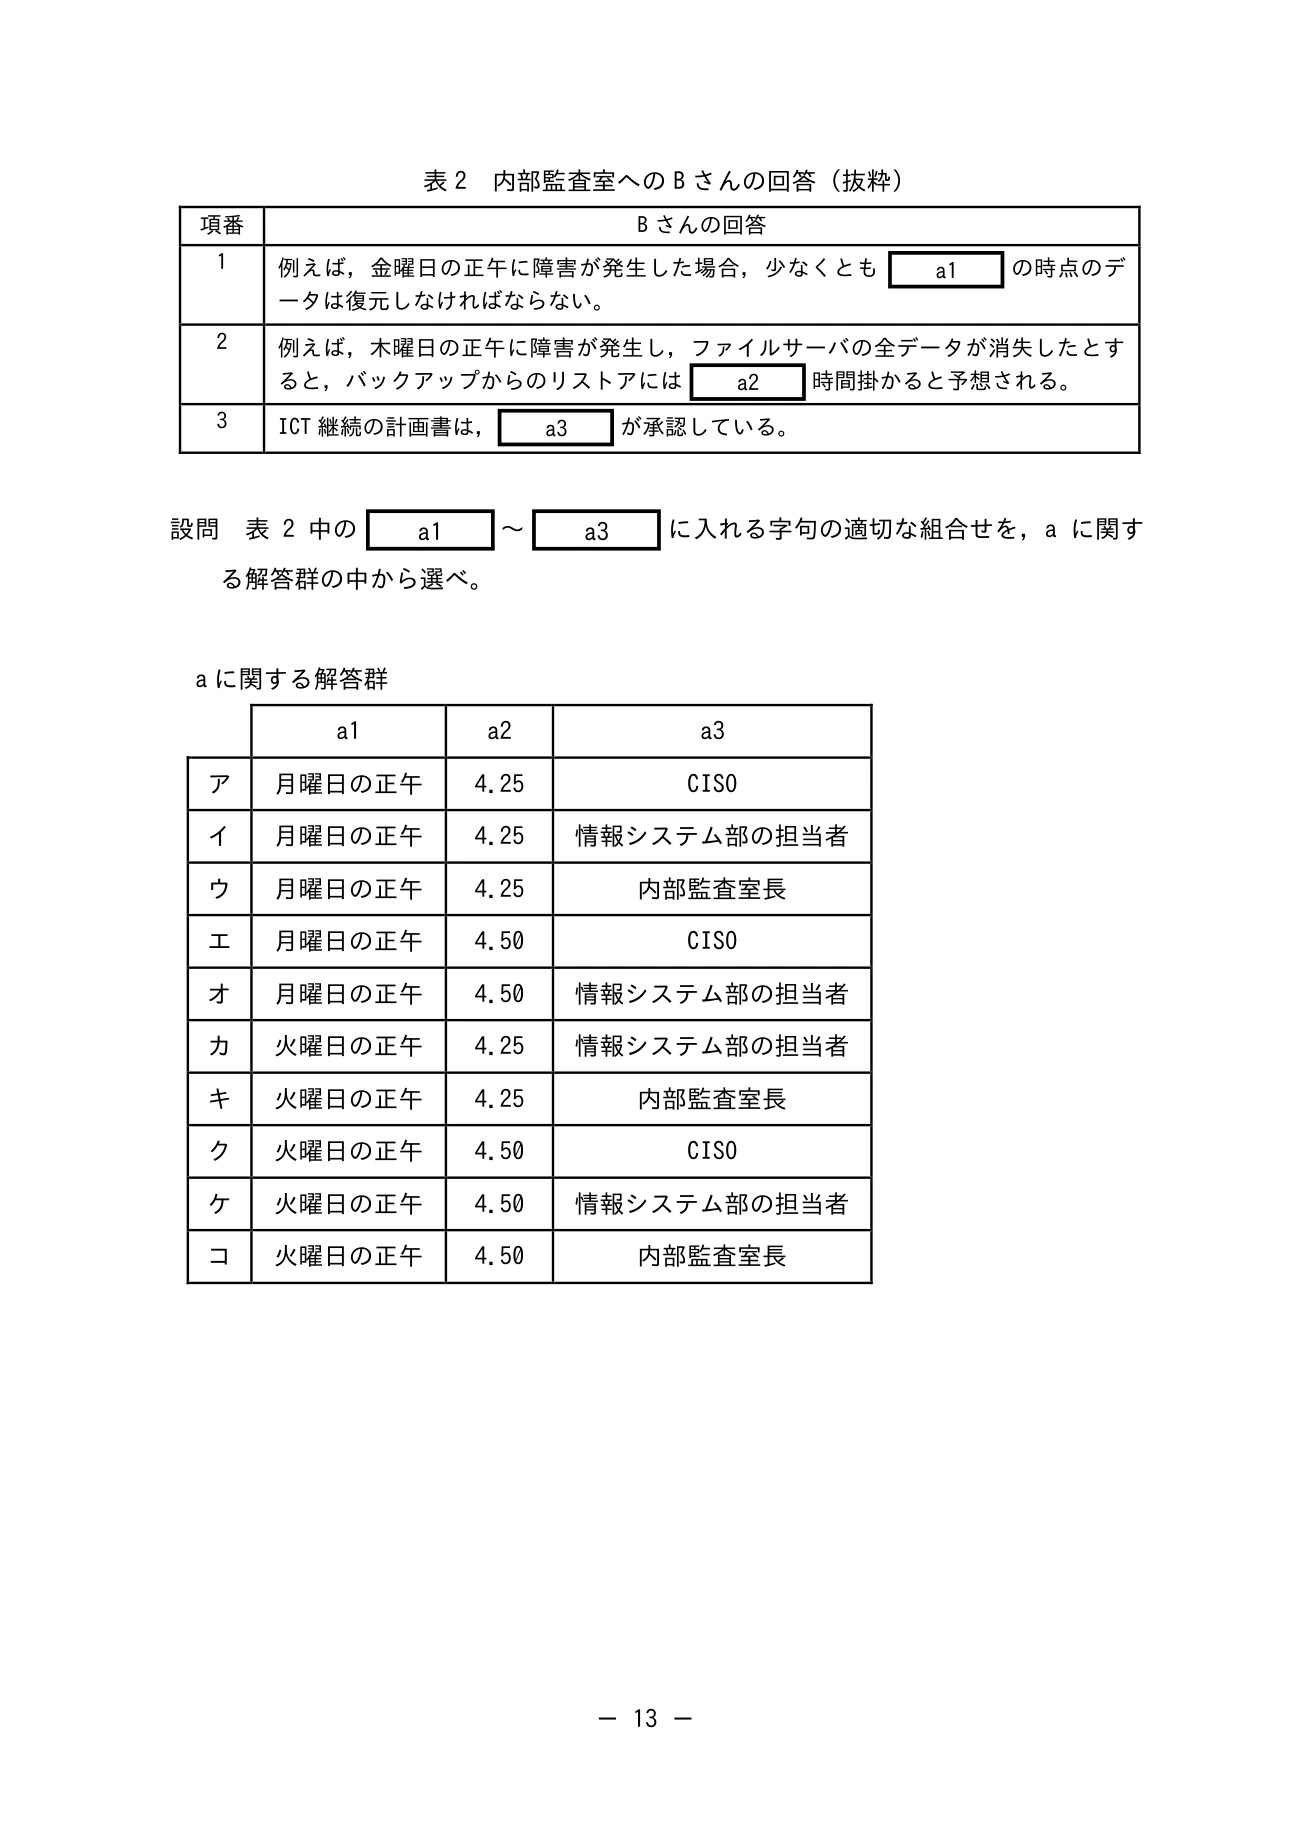 表2 内部監査室へのBさんの回答（抜粋）
項番 Bさんの回答
1 例えば，金曜日の正午に障害が発生した場合，少なくとも a1 の時点のデ
ータは復元しなければならない。
2 例えば，木曜日の正午に障害が発生し，ファイルサーバの全データが消失したとす
ると，バックアップからのリストアには a2 時間掛かると予想される。
3 ICT継続の計画書は， a3 が承認している。
設問 表2中の a1 ～ a3 に入れる字句の適切な組合せを，aに関す
る解答群の中から選べ。
aに関する解答群
a1 a2 a3
ア 月曜日の正午 4.25 CISO
イ 月曜日の正午 4.25 情報システム部の担当者
ウ 月曜日の正午 4.25 内部監査室長
エ 月曜日の正午 4.50 CISO
オ 月曜日の正午 4.50 情報システム部の担当者
カ 火曜日の正午 4.25 情報システム部の担当者
キ 火曜日の正午 4.25 内部監査室長
ク 火曜日の正午 4.50 CISO
ケ 火曜日の正午 4.50 情報システム部の担当者
コ 火曜日の正午 4.50 内部監査室長
－ 13 －